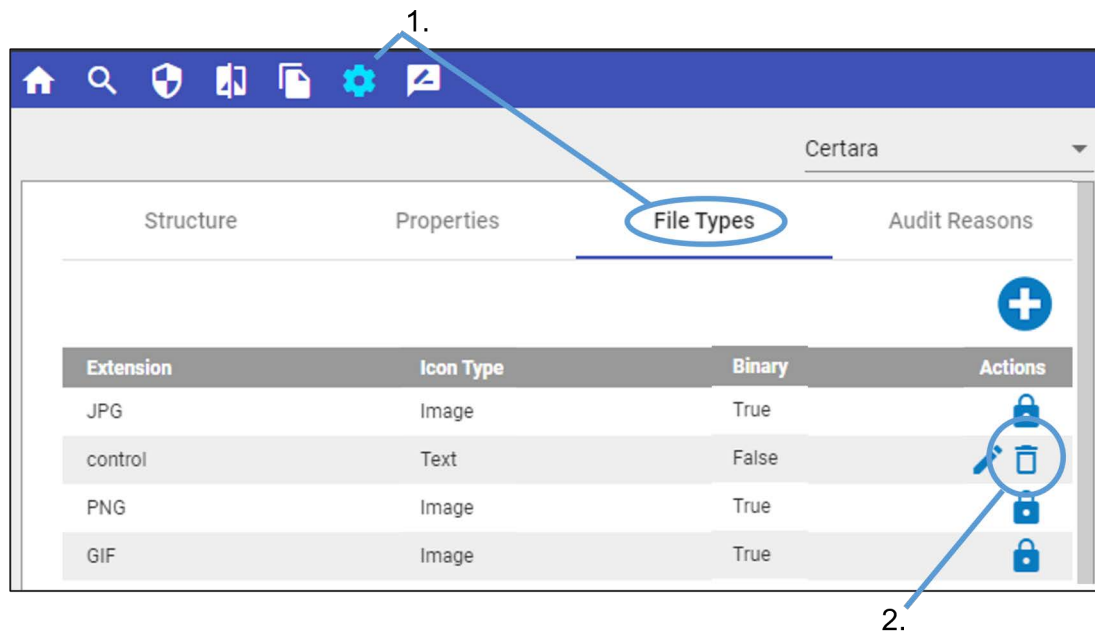 1.
Certara
Structure Properties File Types Audit Reasons
Extension Icon Type Binary Actions
JPG Image True
control Text False
PNG Image True
GIF Image True
2.